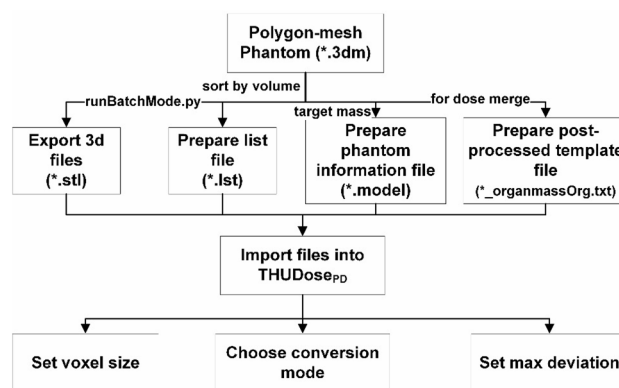 Polygon-mesh
Phantom (*.3dm)
sort by volume
runBatchMode.py
target mass
for dose merge
Export 3d
files
(*.stl)
Prepare list
file
(*.lst)
Prepare
phantom
information file
(*.model)
Prepare post-
processed template
file
(*_organmassOrg.txt)
Import files into
THUDosePD
Set voxel size
Choose conversion
mode
Set max deviation